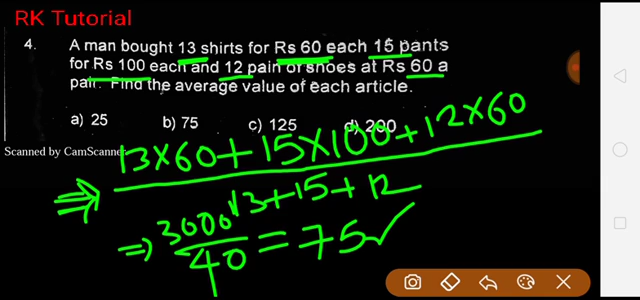 RK Tutorial
4. A man bought 13 shirts for Rs 60 each 15 pants
for Rs 100 each and 12 pain of shoes at Rs 60 a
pair. Find the average value of each article.
a) 25 b) 75 c) 125 d) 200
Scanned by CamScanner
⇒ 13×60+15×100+12×60
13+15+12
⇒ 3000
40 = 75 ✓